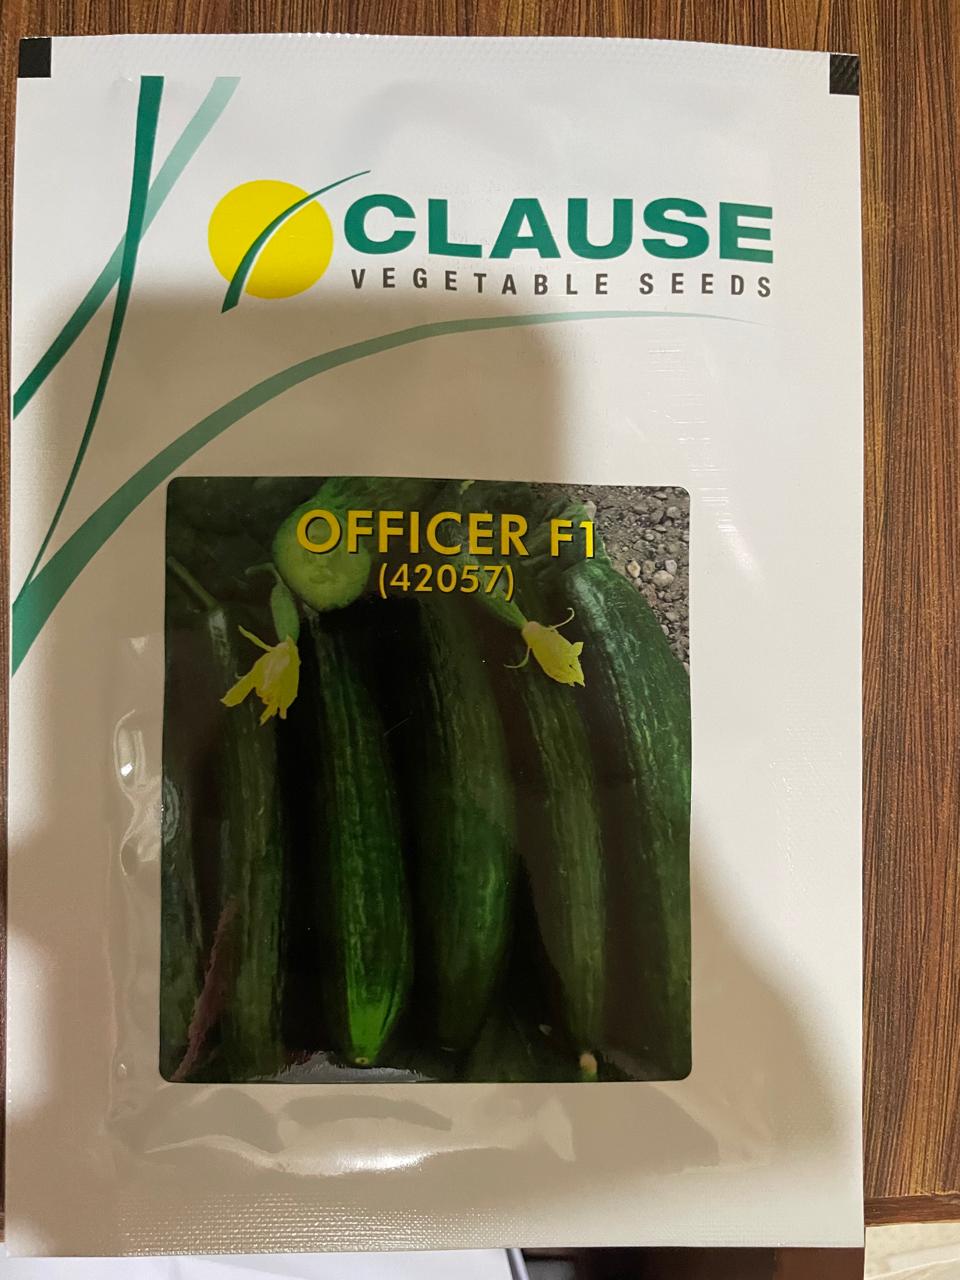 CLAUSE
VEGETABLE SEEDS
OFFICER F1
(42057)